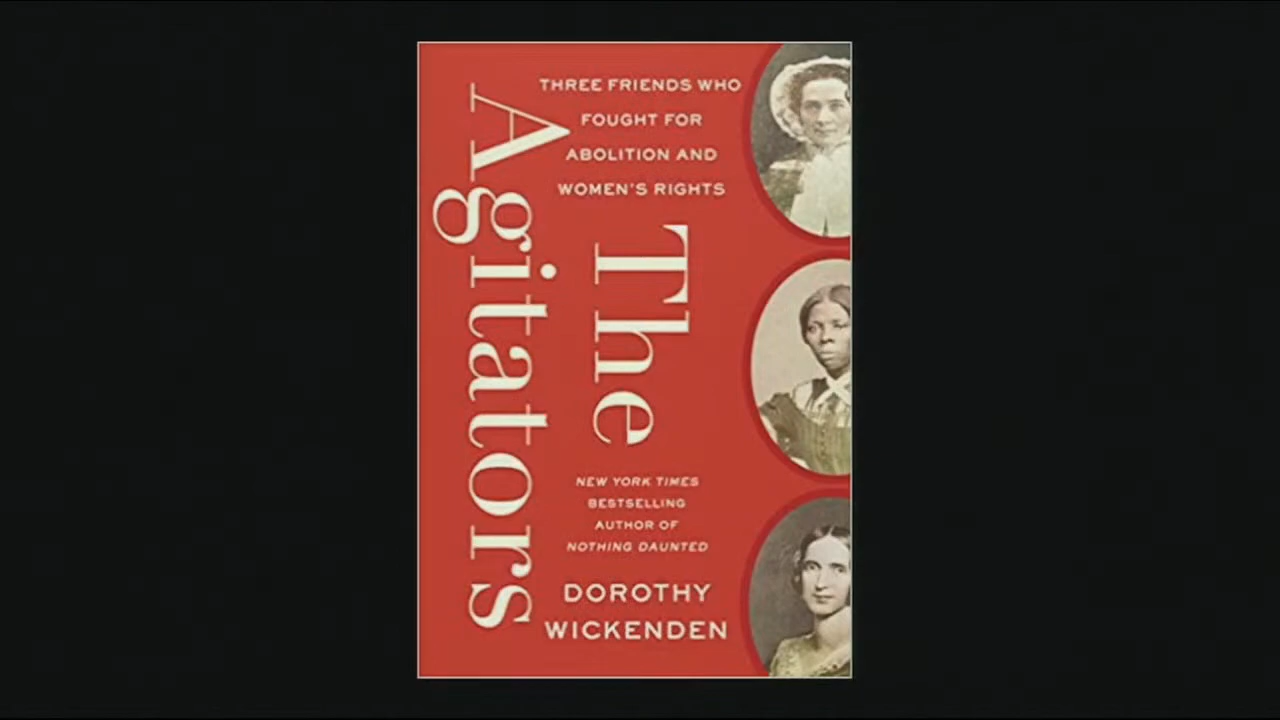 THREE FRIENDS WHO
FOUGHT FOR
ABOLITION AND
WOMEN'S RIGHTS
The
Agitators
NEW YORK TIMES
BESTSELLING
AUTHOR OF
NOTHING DAUNTED
DOROTHY
WICKENDEN